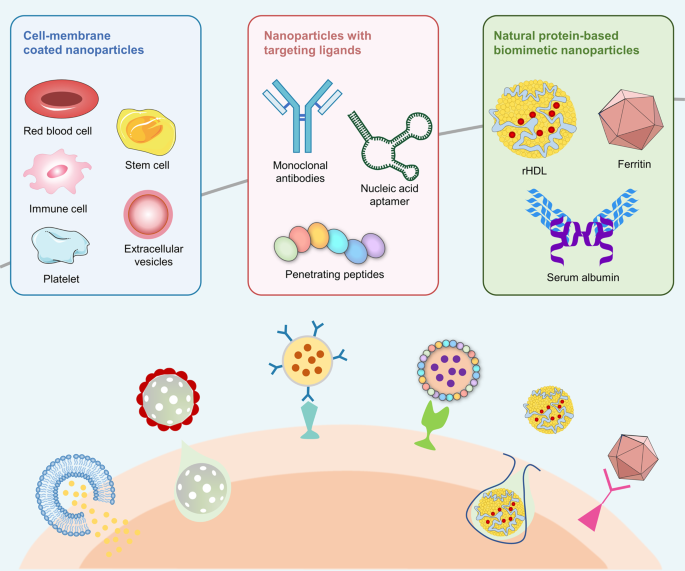 Cell-membrane
coated nanoparticles
Red blood cell
Stem cell
Immune cell
Extracellular
vesicles
Platelet
Nanoparticles with
targeting ligands
Monoclonal
antibodies
Nucleic acid
aptamer
Penetrating peptides
Natural protein-based
biomimetic nanoparticles
rHDL
Ferritin
Serum albumin